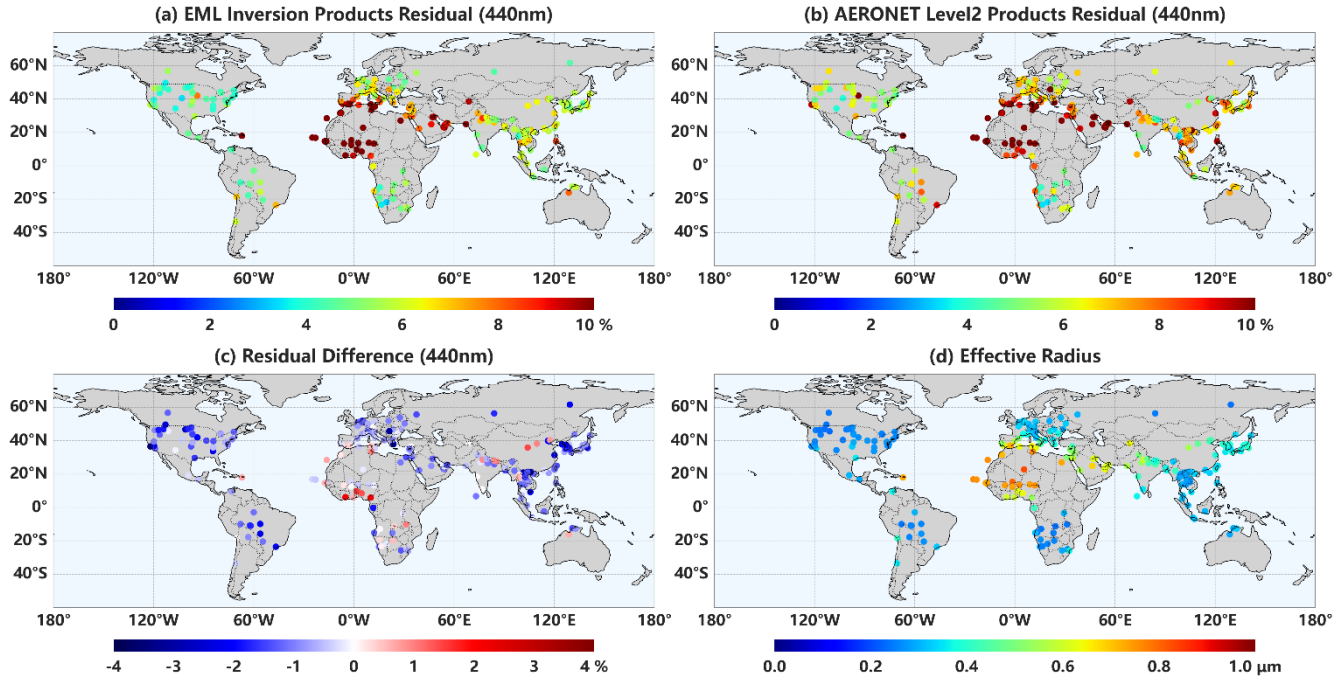 (a) EML Inversion Products Residual (440nm)
60°N
40°N
20°N
0°
20°S
40°S
180° 120°W 60°W 0°W 60°E 120°E 180°
0 2 4 6 8 10 %
(b) AERONET Level2 Products Residual (440nm)
60°N
40°N
20°N
0°
20°S
40°S
180° 120°W 60°W 0°W 60°E 120°E 180°
0 2 4 6 8 10 %
(c) Residual Difference (440nm)
60°N
40°N
20°N
0°
20°S
40°S
180° 120°W 60°W 0°W 60°E 120°E 180°
-4 -3 -2 -1 0 1 2 3 4 %
(d) Effective Radius
60°N
40°N
20°N
0°
20°S
40°S
180° 120°W 60°W 0°W 60°E 120°E 180°
0.0 0.2 0.4 0.6 0.8 1.0 μm